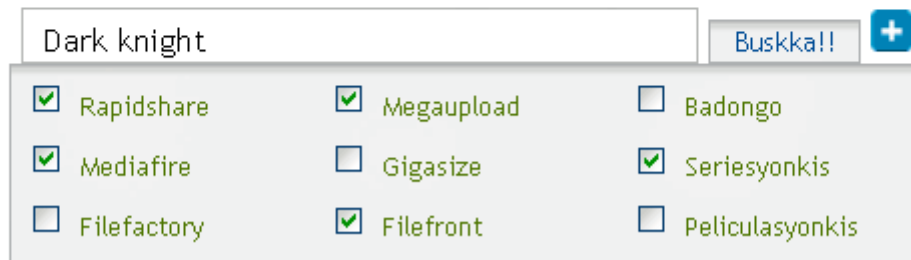 Dark knight Buskka!!
Rapidshare Megaupload Badongo
Mediafire Gigasize Seriesyonkis
Filefactory Filefront Peliculasyonkis